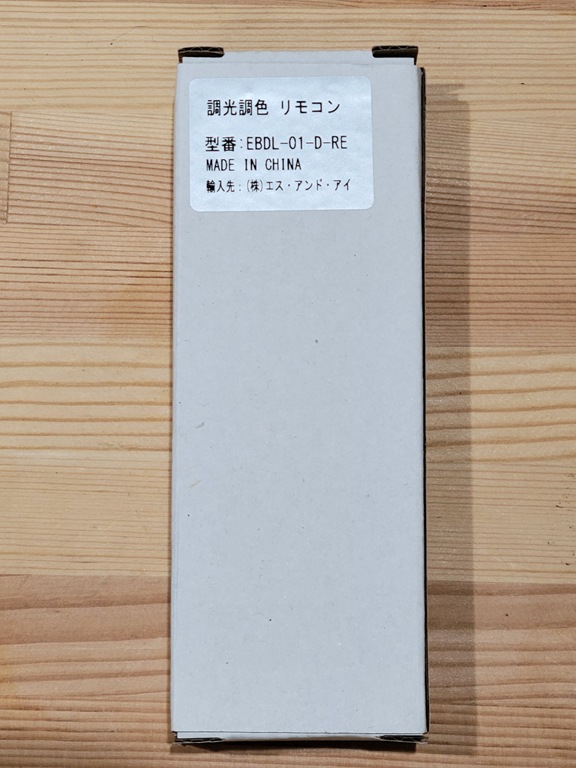 調光調色 リモコン
型番:EBDL-01-D-RE
MADE IN CHINA
輸入先:(株)エス・アンド・アイ